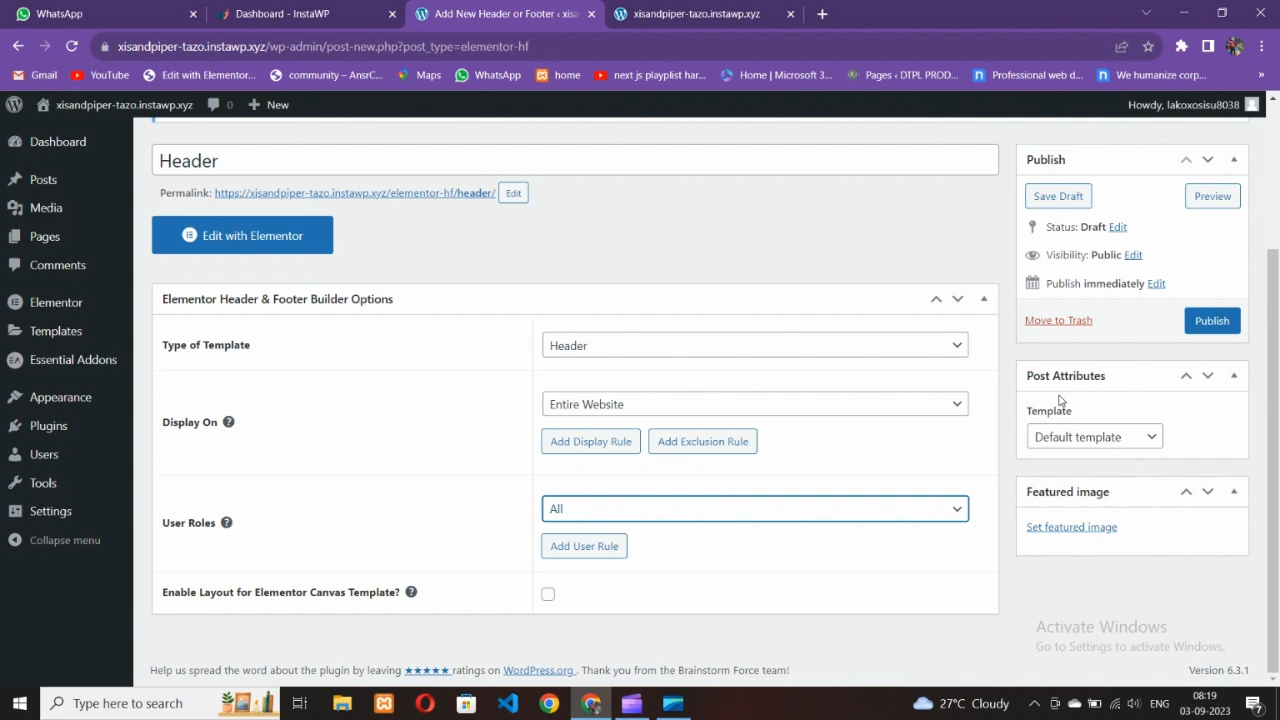 WhatsApp
Dashboard - InstaWP
Add New Header or Footer ‹ xisa
xisandpiper-tazo.instawp.xyz
xisandpiper-tazo.instawp.xyz/wp-admin/post-new.php?post_type=elementor-hf
Gmail
YouTube
Edit with Elementor...
community – AnsrC...
Maps
WhatsApp
home
next js playplist har...
Home | Microsoft 3...
Pages ‹ DTPL PROD...
Professional web d...
We humanize corp...
»
xisandpiper-tazo.instawp.xyz
0
New
Howdy, lakoxosisu8038
Dashboard
Posts
Media
Pages
Comments
Elementor
Templates
Essential Addons
Appearance
Plugins
Users
Tools
Settings
Collapse menu
Header
Permalink: https://xisandpiper-tazo.instawp.xyz/elementor-hf/header/ Edit
Edit with Elementor
Elementor Header & Footer Builder Options
Type of Template
Header
Display On
Entire Website
Add Display Rule
Add Exclusion Rule
User Roles
All
Add User Rule
Enable Layout for Elementor Canvas Template?
Publish
Save Draft
Preview
Status: Draft Edit
Visibility: Public Edit
Publish immediately Edit
Move to Trash
Publish
Post Attributes
Template
Default template
Featured image
Set featured image
Activate Windows
Go to Settings to activate Windows.
Help us spread the word about the plugin by leaving ★★★★★ ratings on WordPress.org . Thank you from the Brainstorm Force team!
Version 6.3.1
Type here to search
27°C Cloudy
ENG
08:19
03-09-2023
7